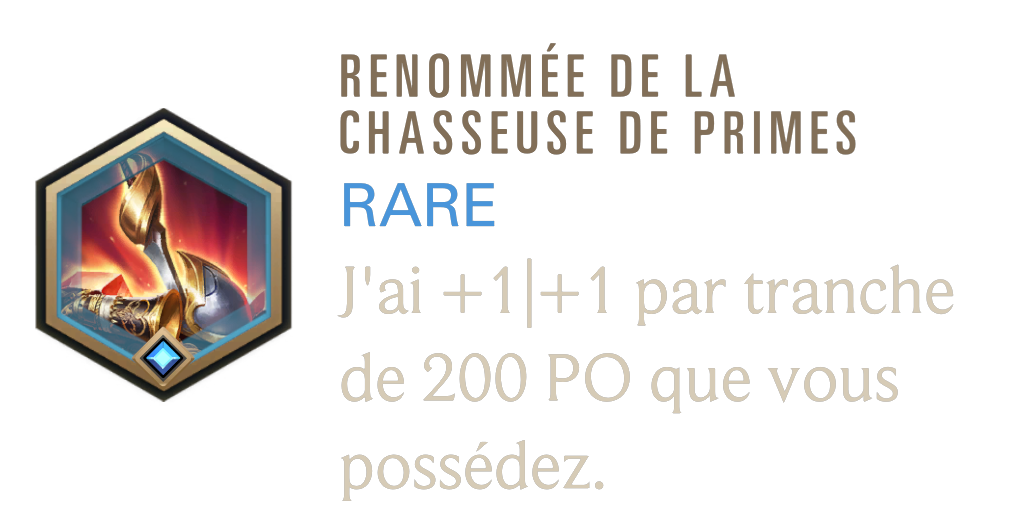 RENOMMÉE DE LA
CHASSEUSE DE PRIMES
RARE
J'ai +1|+1 par tranche
de 200 PO que vous
possédez.